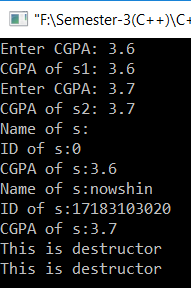 "F:\Semester-3(C++)\C+
Enter CGPA: 3.6
CGPA of s1: 3.6
Enter CGPA: 3.7
CGPA of s2: 3.7
Name of s:
ID of s:0
CGPA of s:3.6
Name of s:nowshin
ID of s:17183103020
CGPA of s:3.7
This is destructor
This is destructor